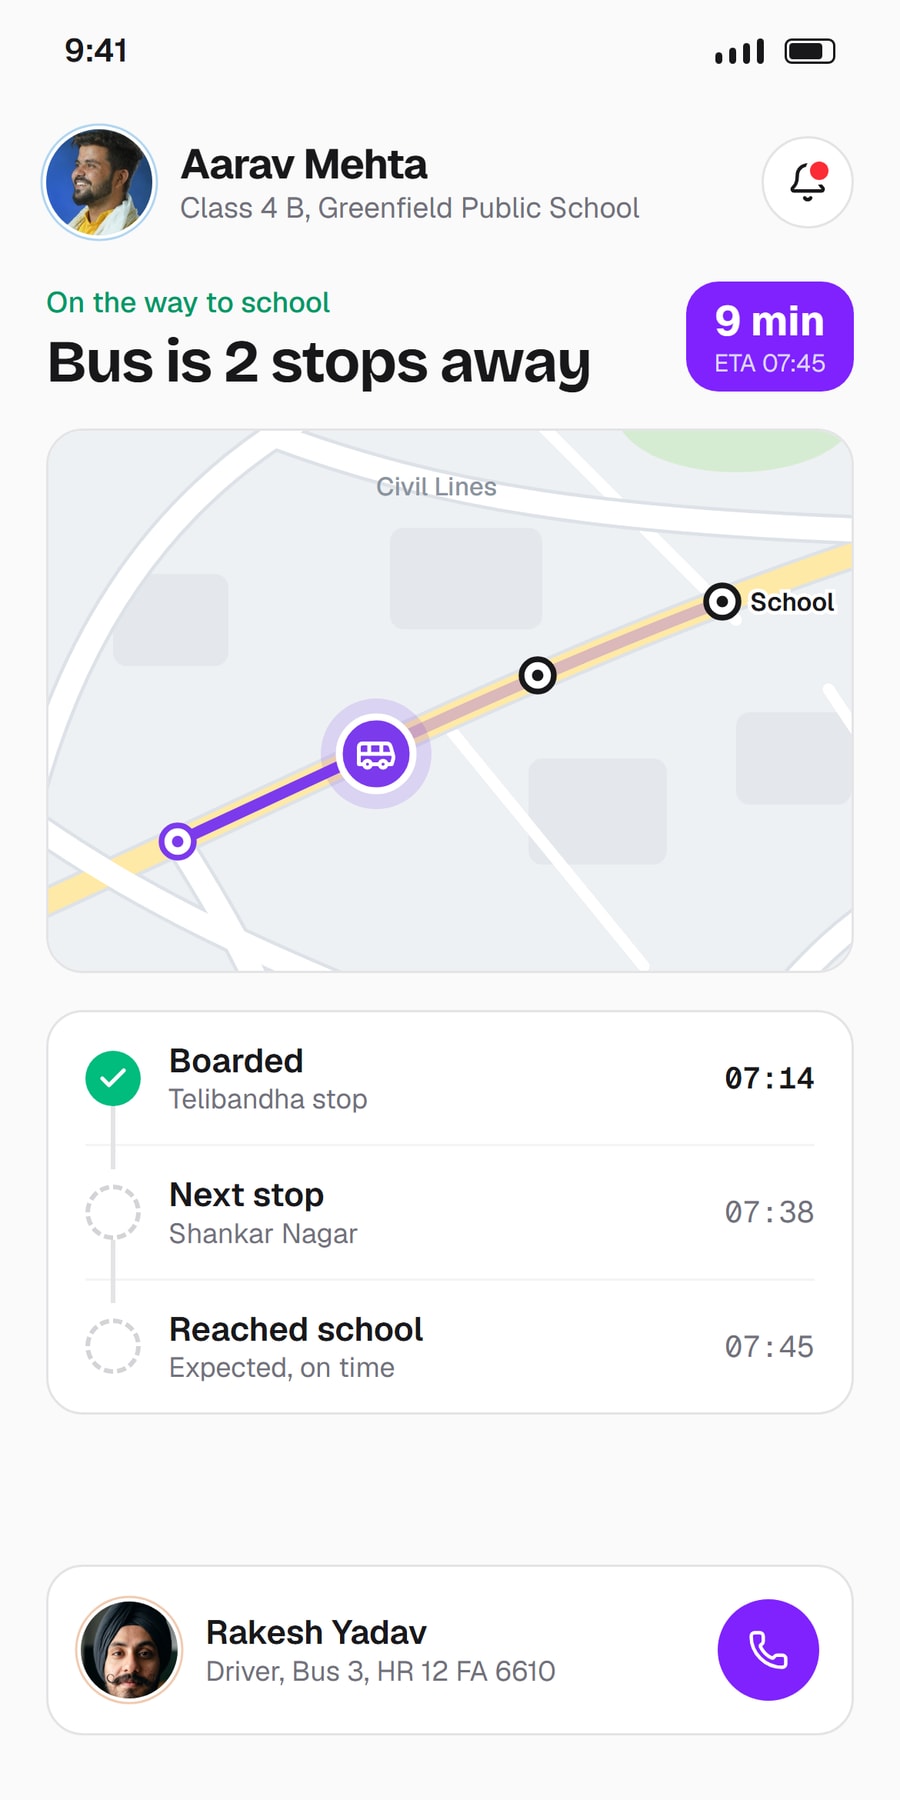 9:41
Aarav Mehta
Class 4 B, Greenfield Public School
On the way to school
Bus is 2 stops away
9 min
ETA 07:45
Civil Lines
School
Boarded
Telibandha stop
07:14
Next stop
Shankar Nagar
07:38
Reached school
Expected, on time
07:45
Rakesh Yadav
Driver, Bus 3, HR 12 FA 6610